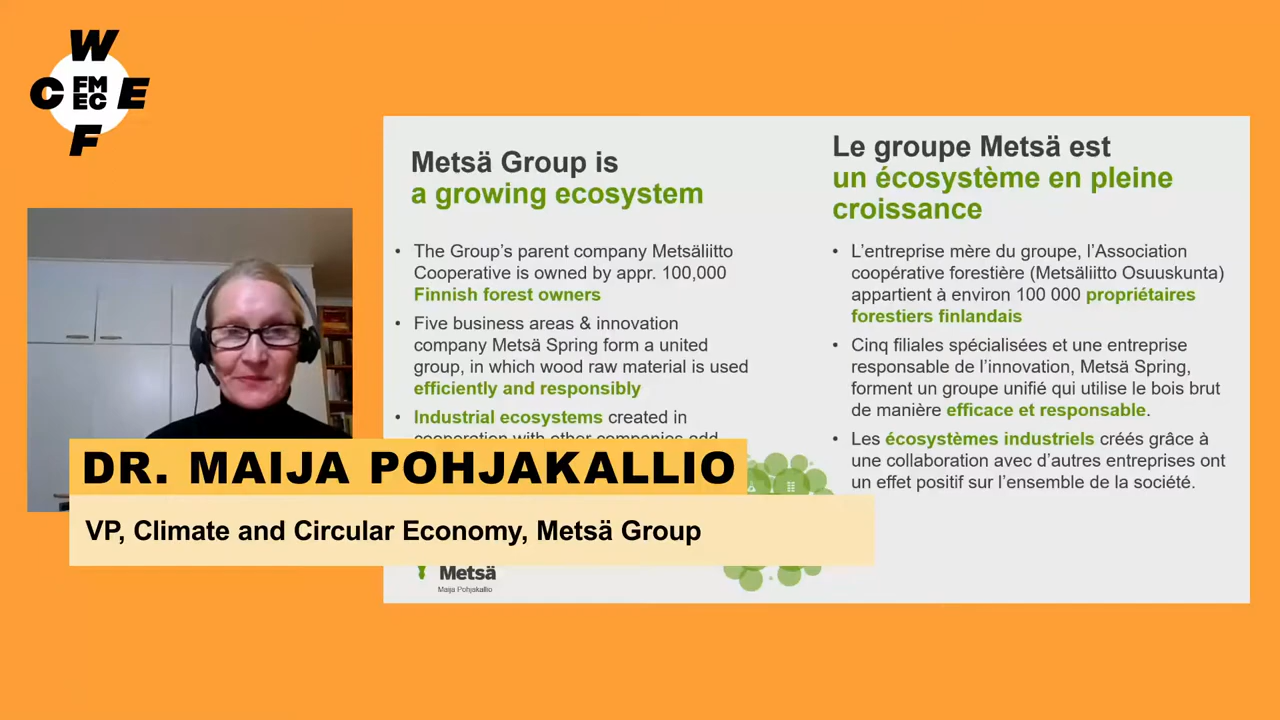 W
C FM E
EC
F
Metsä Group is
a growing ecosystem
• The Group's parent company Metsäliitto
Cooperative is owned by appr. 100,000
Finnish forest owners
• Five business areas & innovation
company Metsä Spring form a united
group, in which wood raw material is used
efficiently and responsibly
• Industrial ecosystems created in
cooperation with other companies add
Le groupe Metsä est
un écosystème en pleine
croissance
• L'entreprise mère du groupe, l'Association
coopérative forestière (Metsäliitto Osuuskunta)
appartient à environ 100 000 propriétaires
forestiers finlandais
• Cinq filiales spécialisées et une entreprise
responsable de l'innovation, Metsä Spring,
forment un groupe unifié qui utilise le bois brut
de manière efficace et responsable.
• Les écosystèmes industriels créés grâce à
une collaboration avec d'autres entreprises ont
un effet positif sur l'ensemble de la société.
DR. MAIJA POHJAKALLIO
VP, Climate and Circular Economy, Metsä Group
Metsä
Maija Pohjakallio